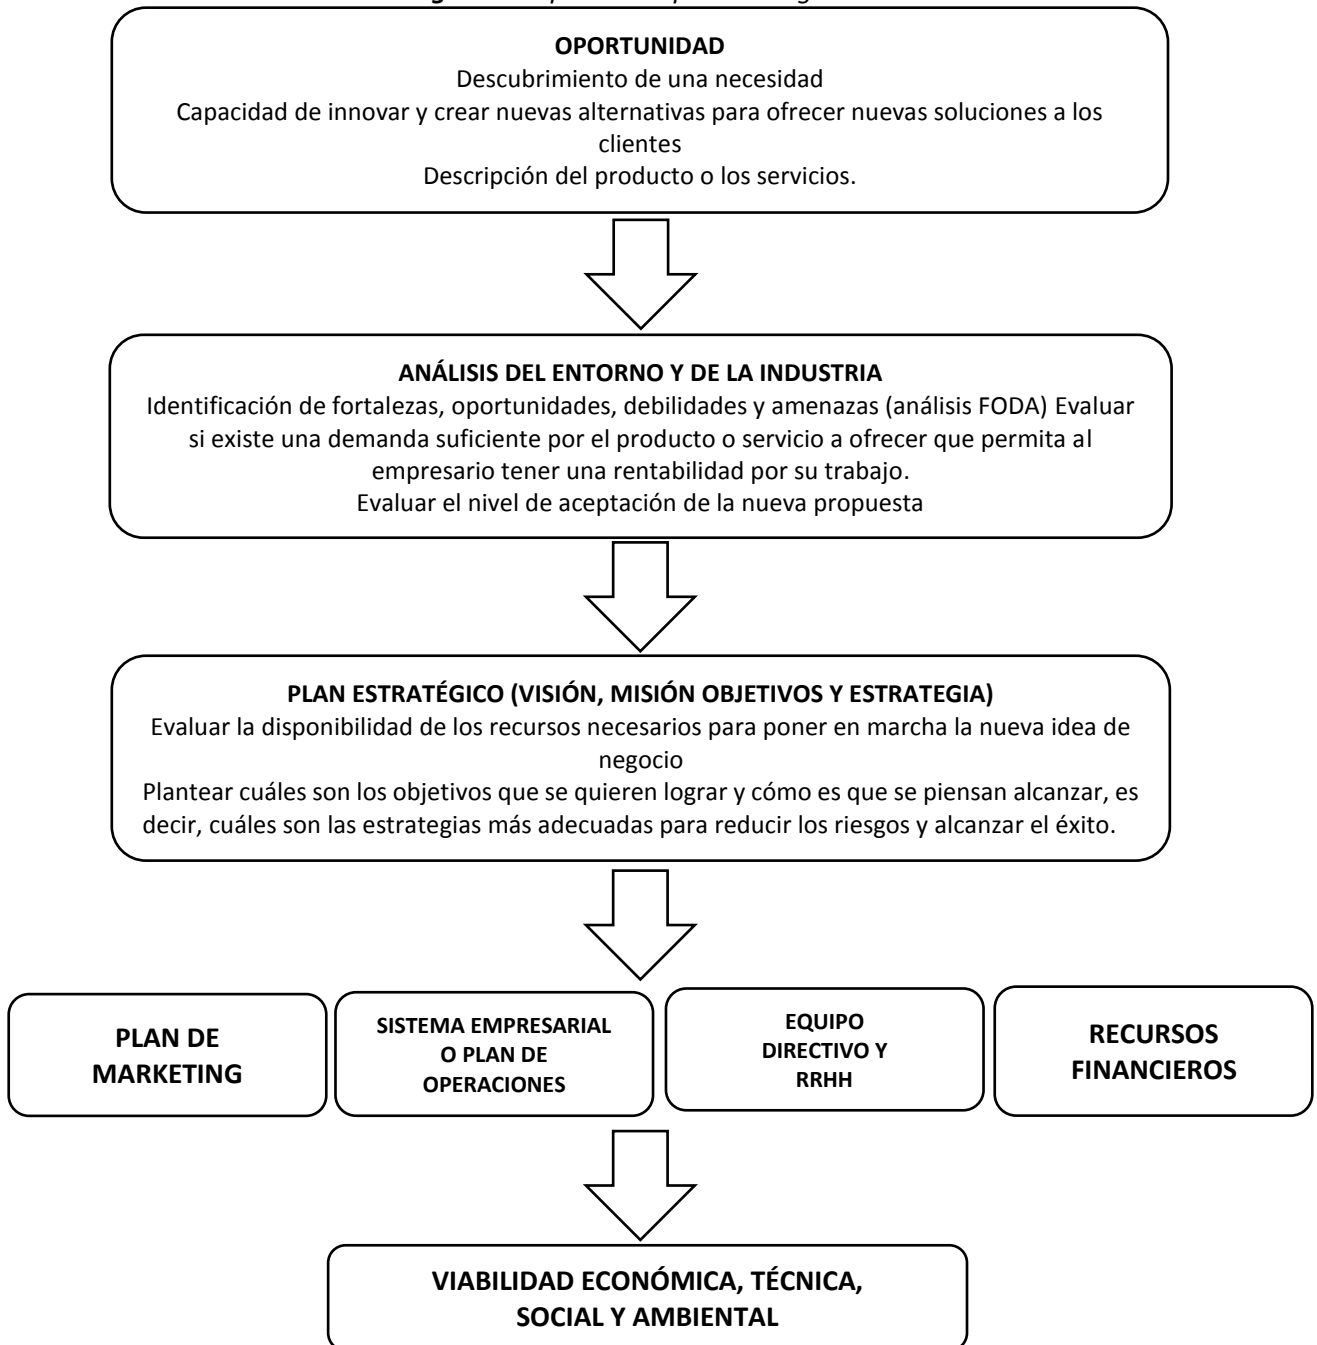 OPORTUNIDAD
Descubrimiento de una necesidad
Capacidad de innovar y crear nuevas alternativas para ofrecer nuevas soluciones a los
clientes
Descripción del producto o los servicios.
ANÁLISIS DEL ENTORNO Y DE LA INDUSTRIA
Identificación de fortalezas, oportunidades, debilidades y amenazas (análisis FODA) Evaluar
si existe una demanda suficiente por el producto o servicio a ofrecer que permita al
empresario tener una rentabilidad por su trabajo.
Evaluar el nivel de aceptación de la nueva propuesta
PLAN ESTRATÉGICO (VISIÓN, MISIÓN OBJETIVOS Y ESTRATEGIA)
Evaluar la disponibilidad de los recursos necesarios para poner en marcha la nueva idea de
negocio
Plantear cuáles son los objetivos que se quieren lograr y cómo es que se piensan alcanzar, es
decir, cuáles son las estrategias más adecuadas para reducir los riesgos y alcanzar el éxito.
PLAN DE
MARKETING
SISTEMA EMPRESARIAL
O PLAN DE
OPERACIONES
EQUIPO
DIRECTIVO Y
RRHH
RECURSOS
FINANCIEROS
VIABILIDAD ECONÓMICA, TÉCNICA,
SOCIAL Y AMBIENTAL